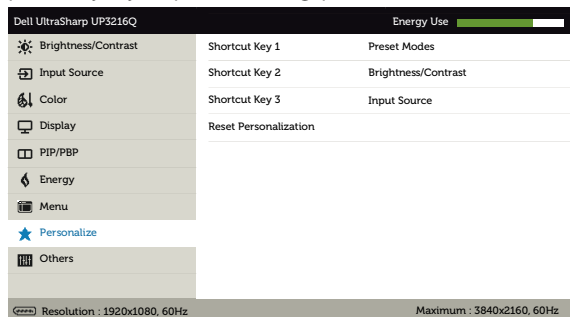 Dell UltraSharp UP3216Q Energy Use
Brightness/Contrast Shortcut Key 1 Preset Modes
Input Source Shortcut Key 2 Brightness/Contrast
Color Shortcut Key 3 Input Source
Display Reset Personalization
PIP/PBP
Energy
Menu
Personalize
Others
Resolution : 1920x1080, 60Hz Maximum : 3840x2160, 60Hz